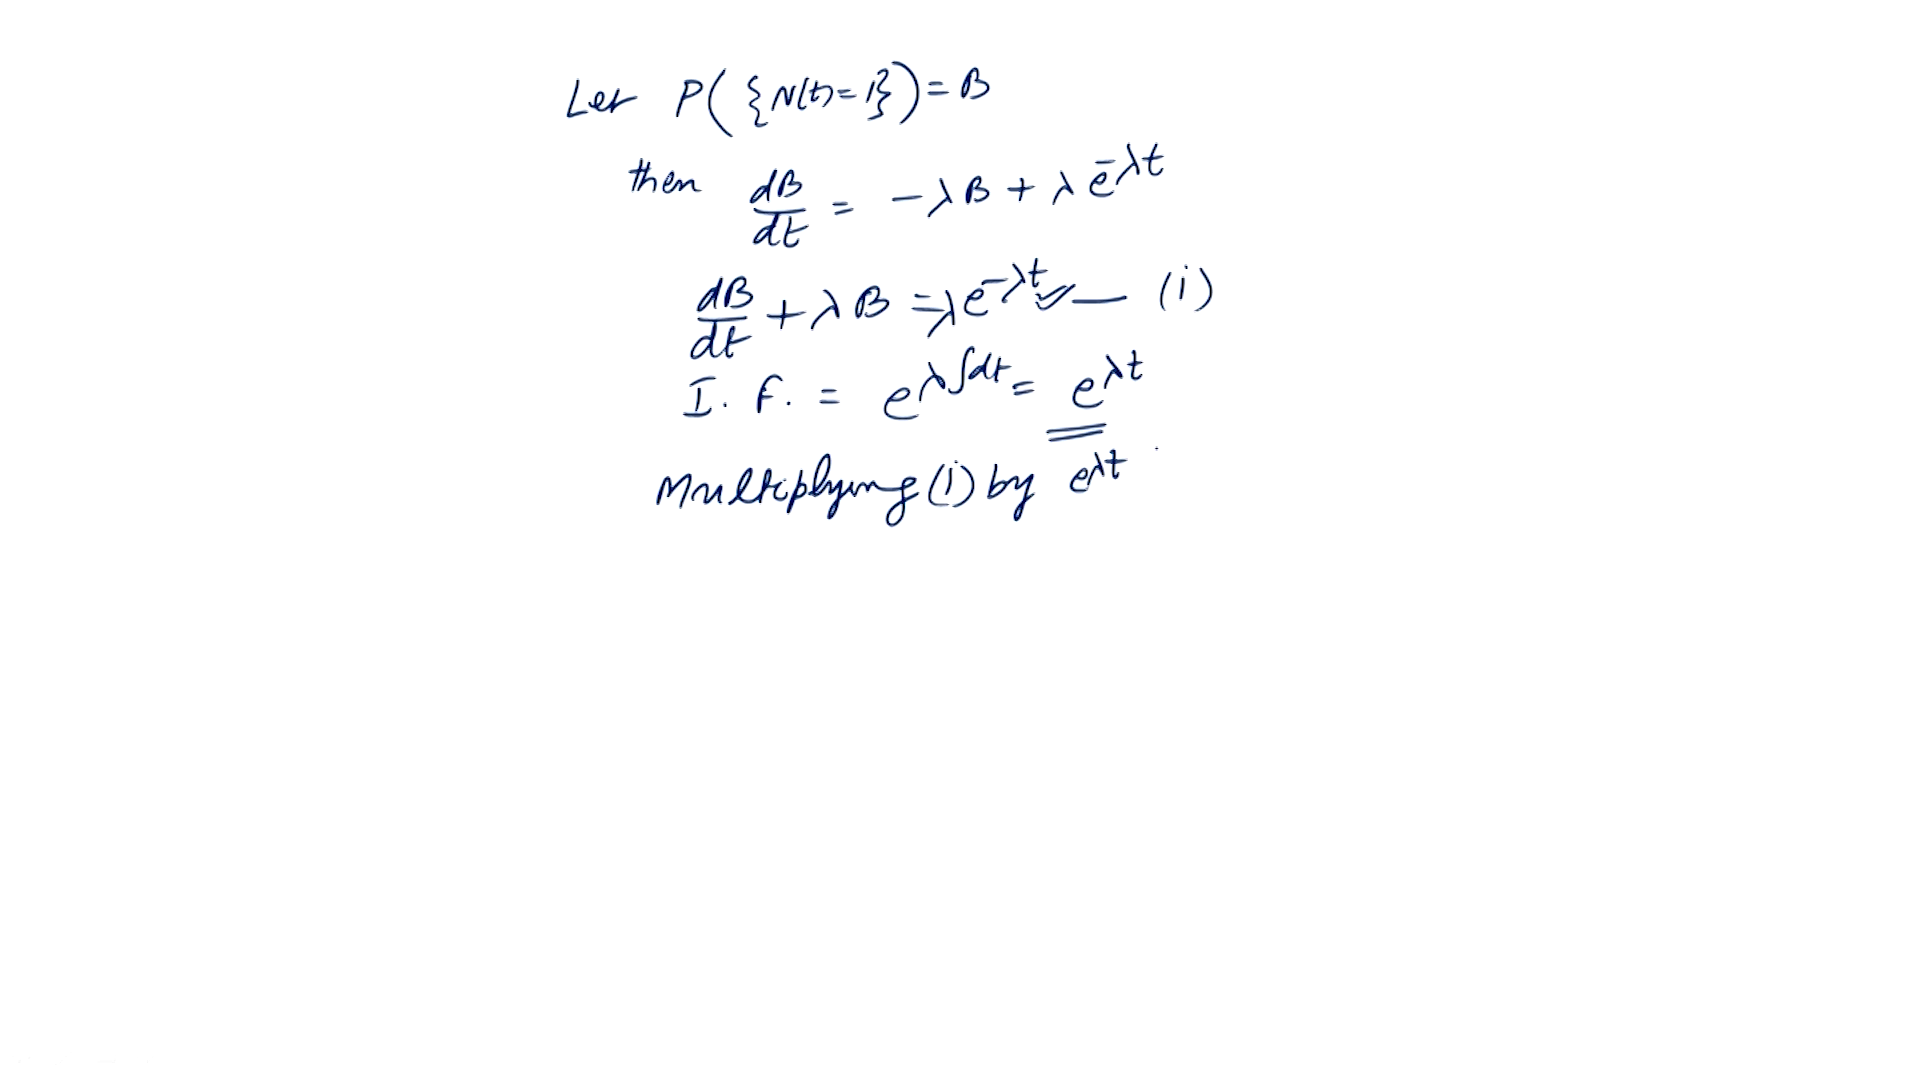 Let P({N(t)=1})=B
then dB/dt = -λB + λe^-λt
dB/dt + λB = λe^-λt — (i)
I.F. = e^λ∫dt = e^λt
Multiplying (i) by e^λt